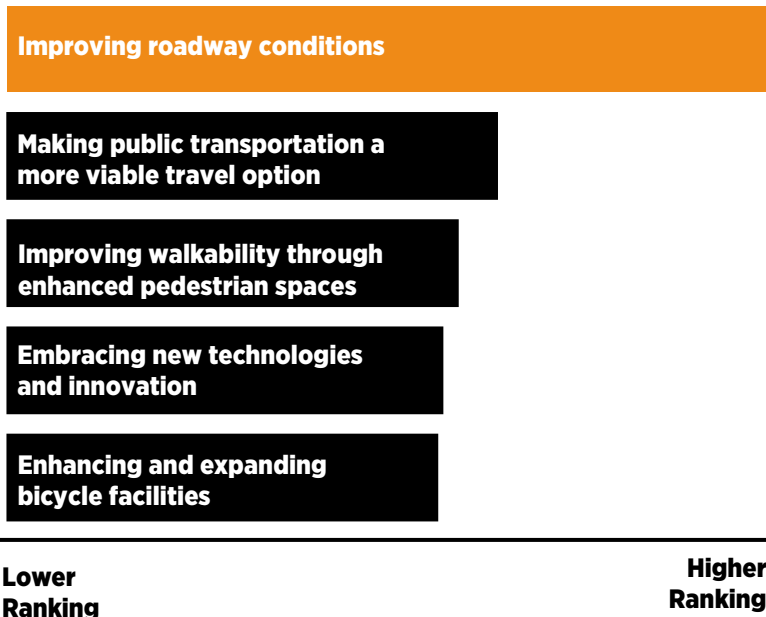 Improving roadway conditions
Making public transportation a
more viable travel option
Improving walkability through
enhanced pedestrian spaces
Embracing new technologies
and innovation
Enhancing and expanding
bicycle facilities
Lower
Ranking
Higher
Ranking